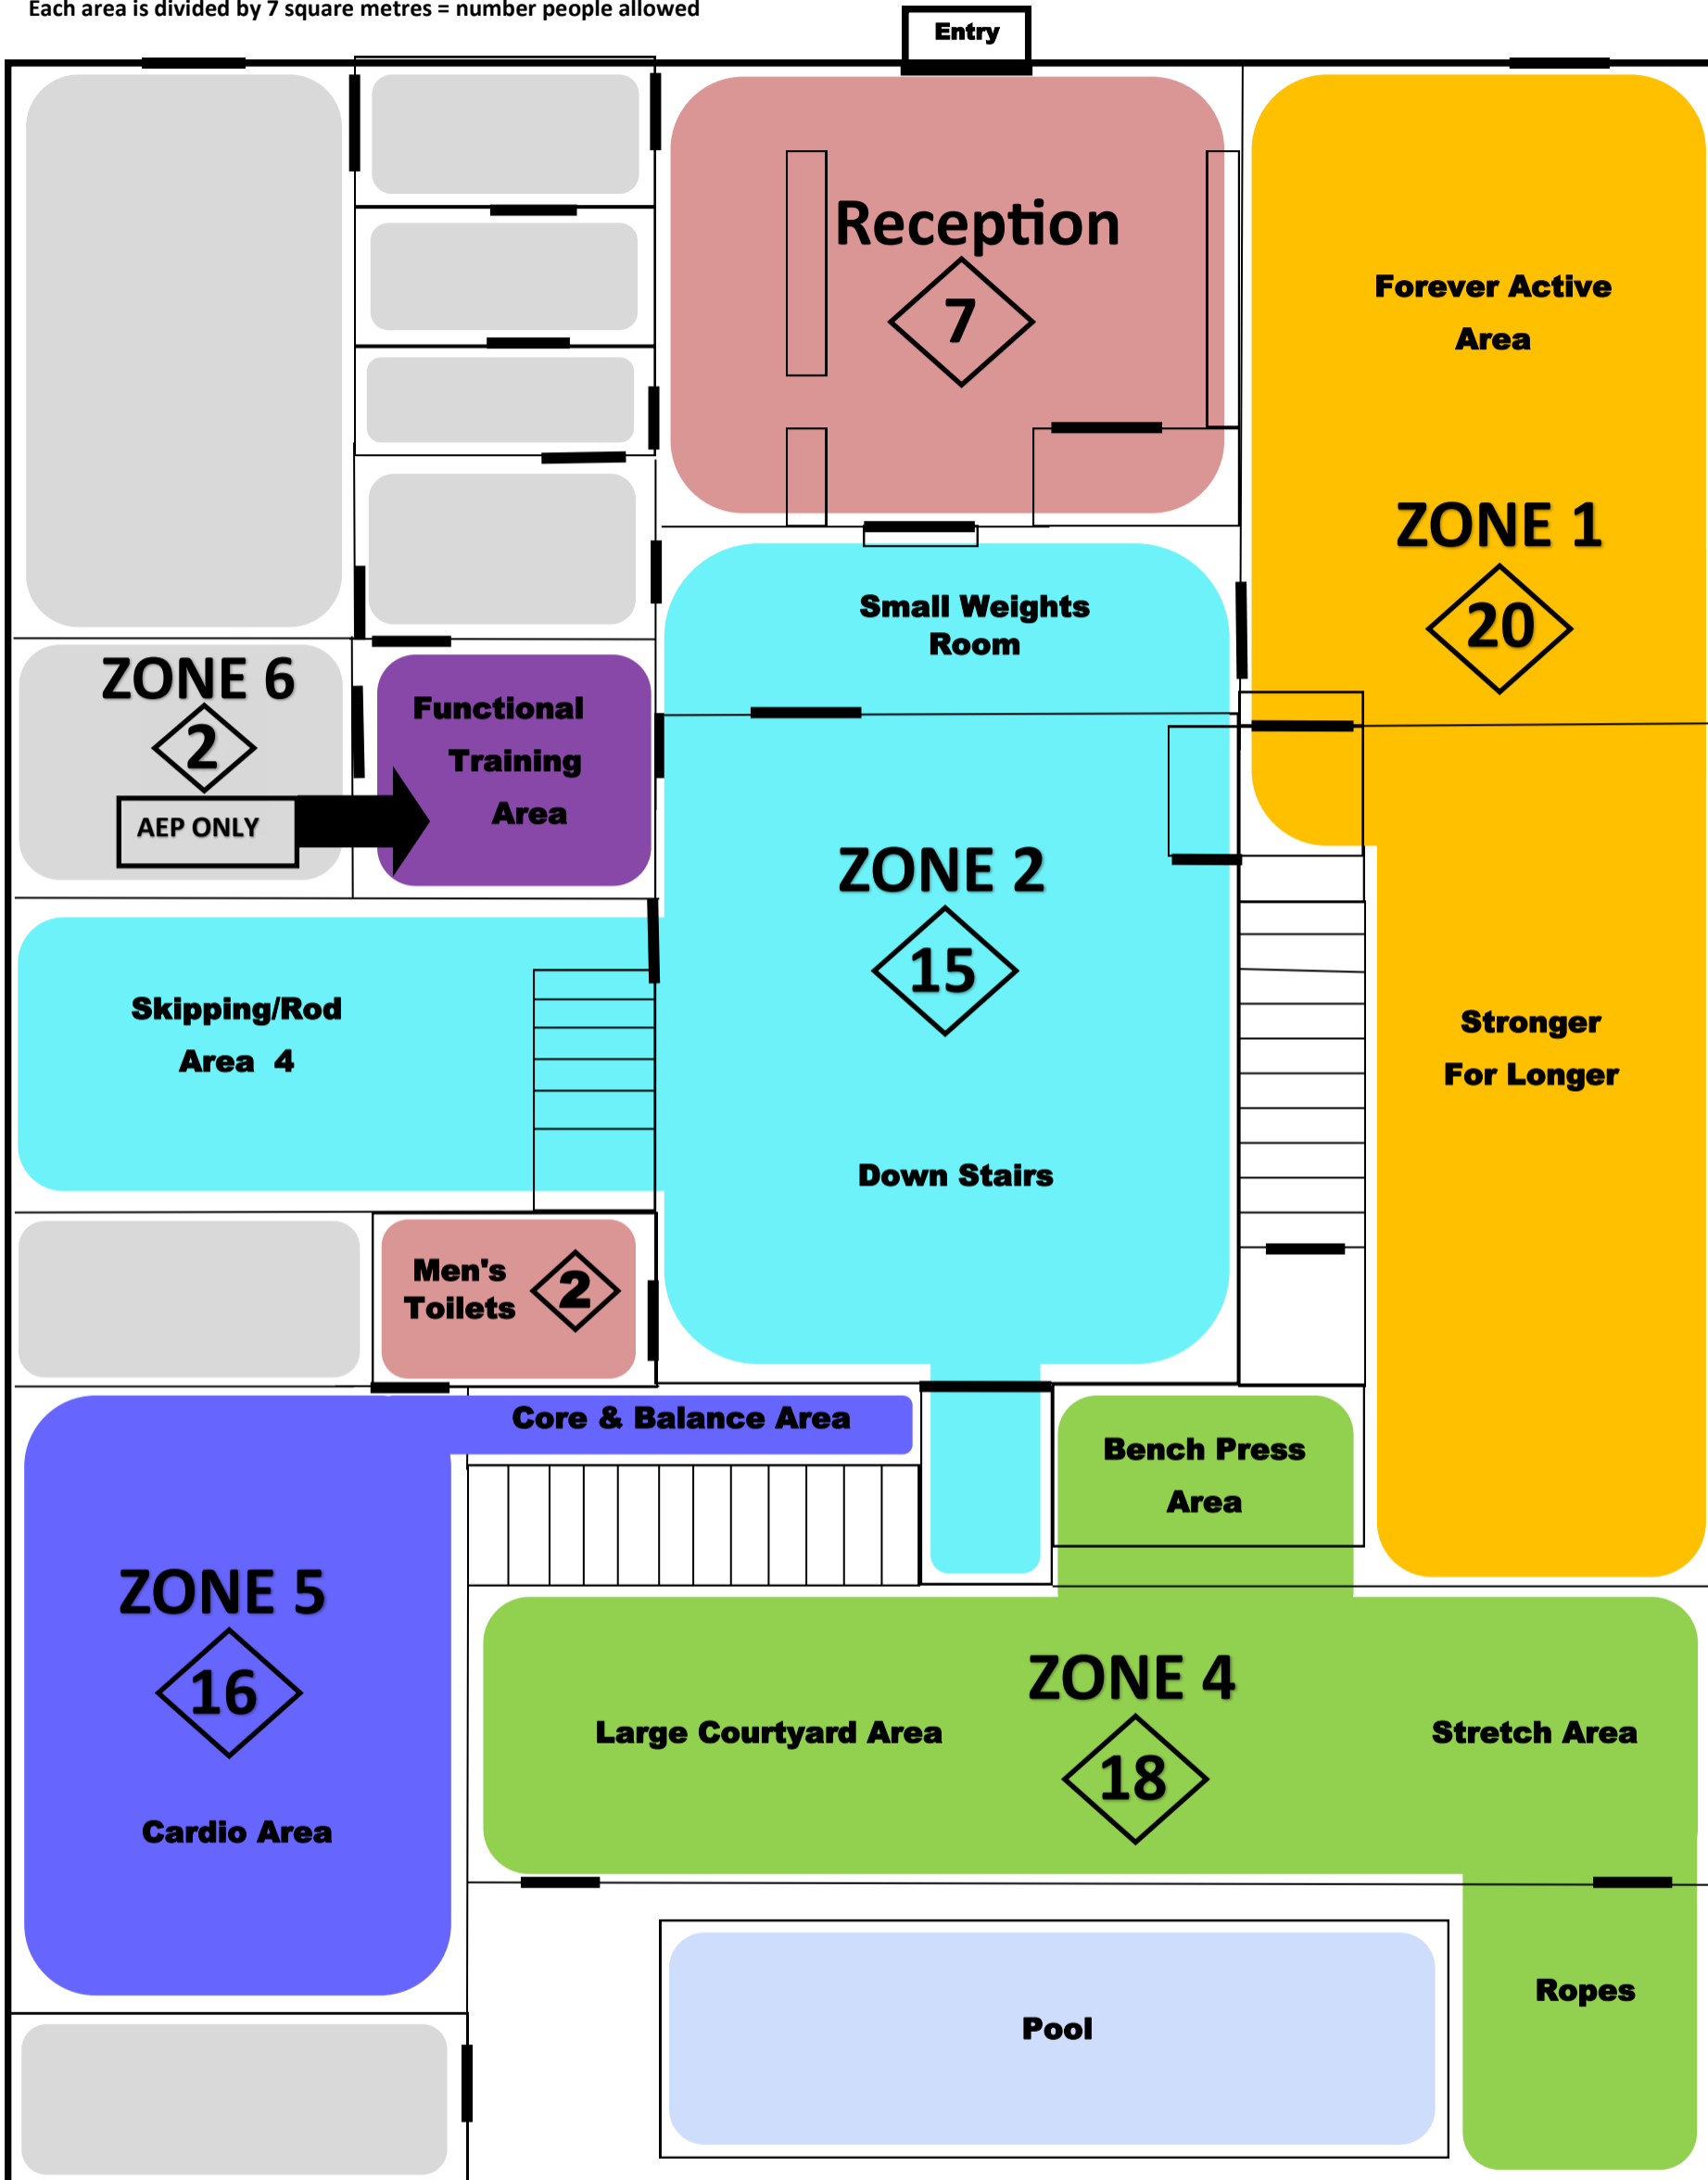 Each area is divided by 7 square metres = number people allowed
Entry
Reception
7
Forever Active
Area
ZONE 1
20
Small Weights
Room
ZONE 6
2
AEP ONLY
Functional
Training
Area
ZONE 2
15
Skipping/Rod
Area 4
Stronger
For Longer
Down Stairs
Men's
Toilets
2
Core & Balance Area
Bench Press
Area
ZONE 5
16
Cardio Area
ZONE 4
Large Courtyard Area
18
Stretch Area
Ropes
Pool